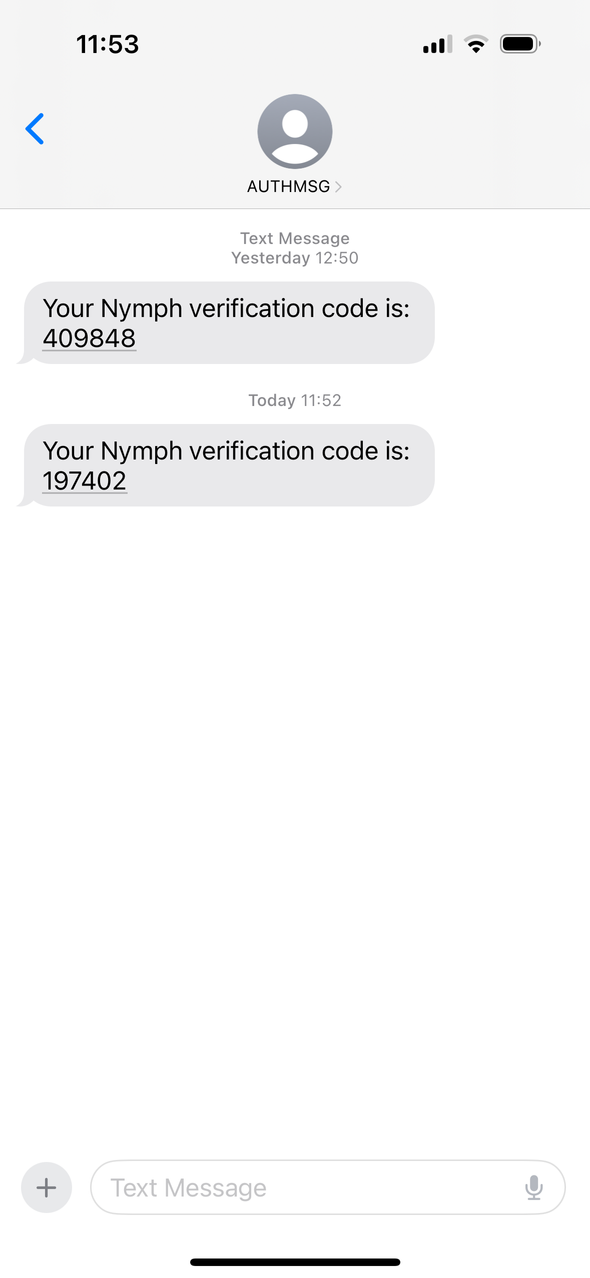 11:53
AUTHMSG
Text Message
Yesterday 12:50
Your Nymph verification code is:
409848
Today 11:52
Your Nymph verification code is:
197402
Text Message